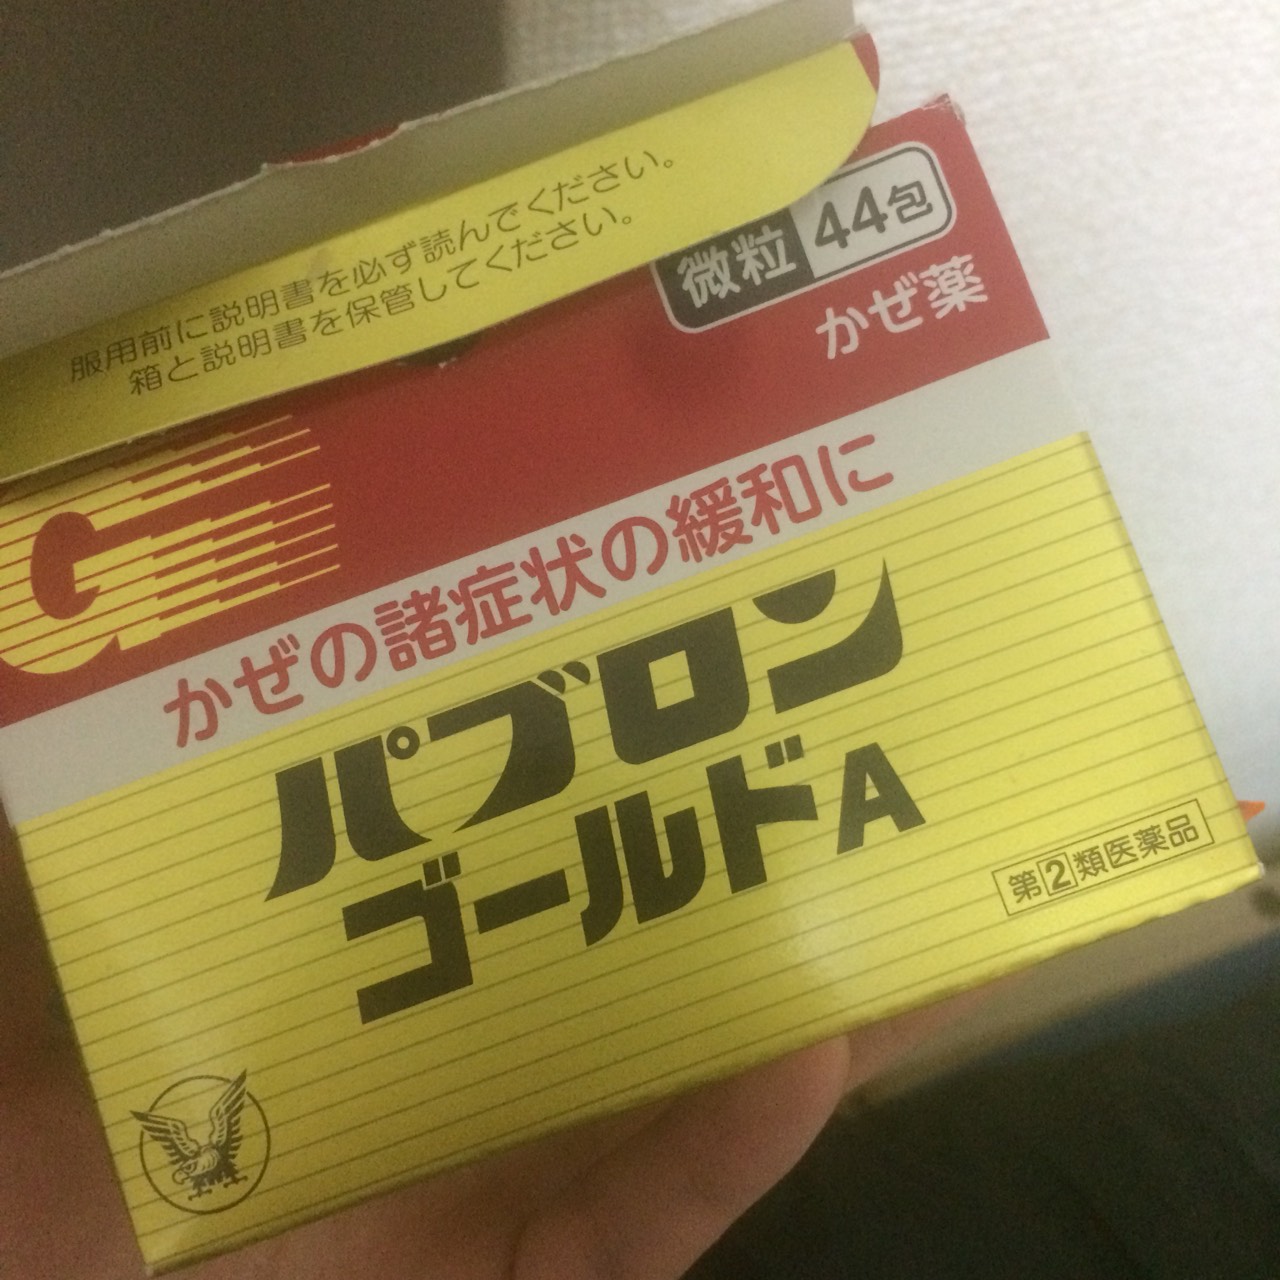 服用前に説明書を必ず読んでください。
箱と説明書を保管してください。
微粒 44包
かぜ薬
G
かぜの諸症状の緩和に
パブロン
ゴールドA
第②類医薬品